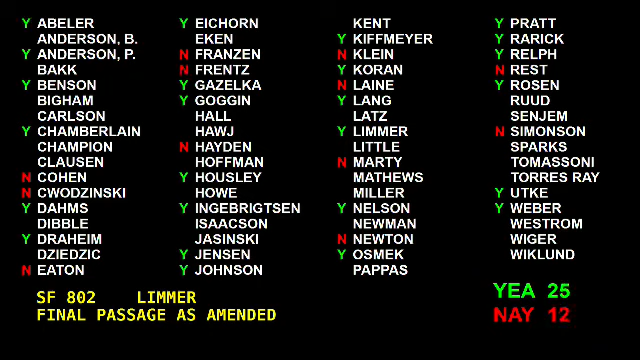 Y ABELER Y EICHORN KENT Y PRATT
ANDERSON, B. EKEN Y KIFFMEYER Y RARICK
Y ANDERSON, P. N FRANZEN N KLEIN Y RELPH
BAKK N FRENTZ Y KORAN N REST
Y BENSON Y GAZELKA N LAINE Y ROSEN
BIGHAM Y GOGGIN Y LANG RUUD
CARLSON HALL LATZ SENJEM
Y CHAMBERLAIN HAWJ Y LIMMER N SIMONSON
CHAMPION N HAYDEN LITTLE SPARKS
CLAUSEN HOFFMAN N MARTY TOMASSONI
N COHEN Y HOUSLEY MATHEWS TORRES RAY
N CWODZINSKI HOWE MILLER Y UTKE
Y DAHMS Y INGEBRIGTSEN Y NELSON Y WEBER
DIBBLE ISAACSON NEWMAN WESTROM
Y DRAHEIM JASINSKI N NEWTON WIGER
DZIEDZIC Y JENSEN Y OSMEK WIKLUND
N EATON Y JOHNSON PAPPAS
SF 802 LIMMER YEA 25
FINAL PASSAGE AS AMENDED NAY 12